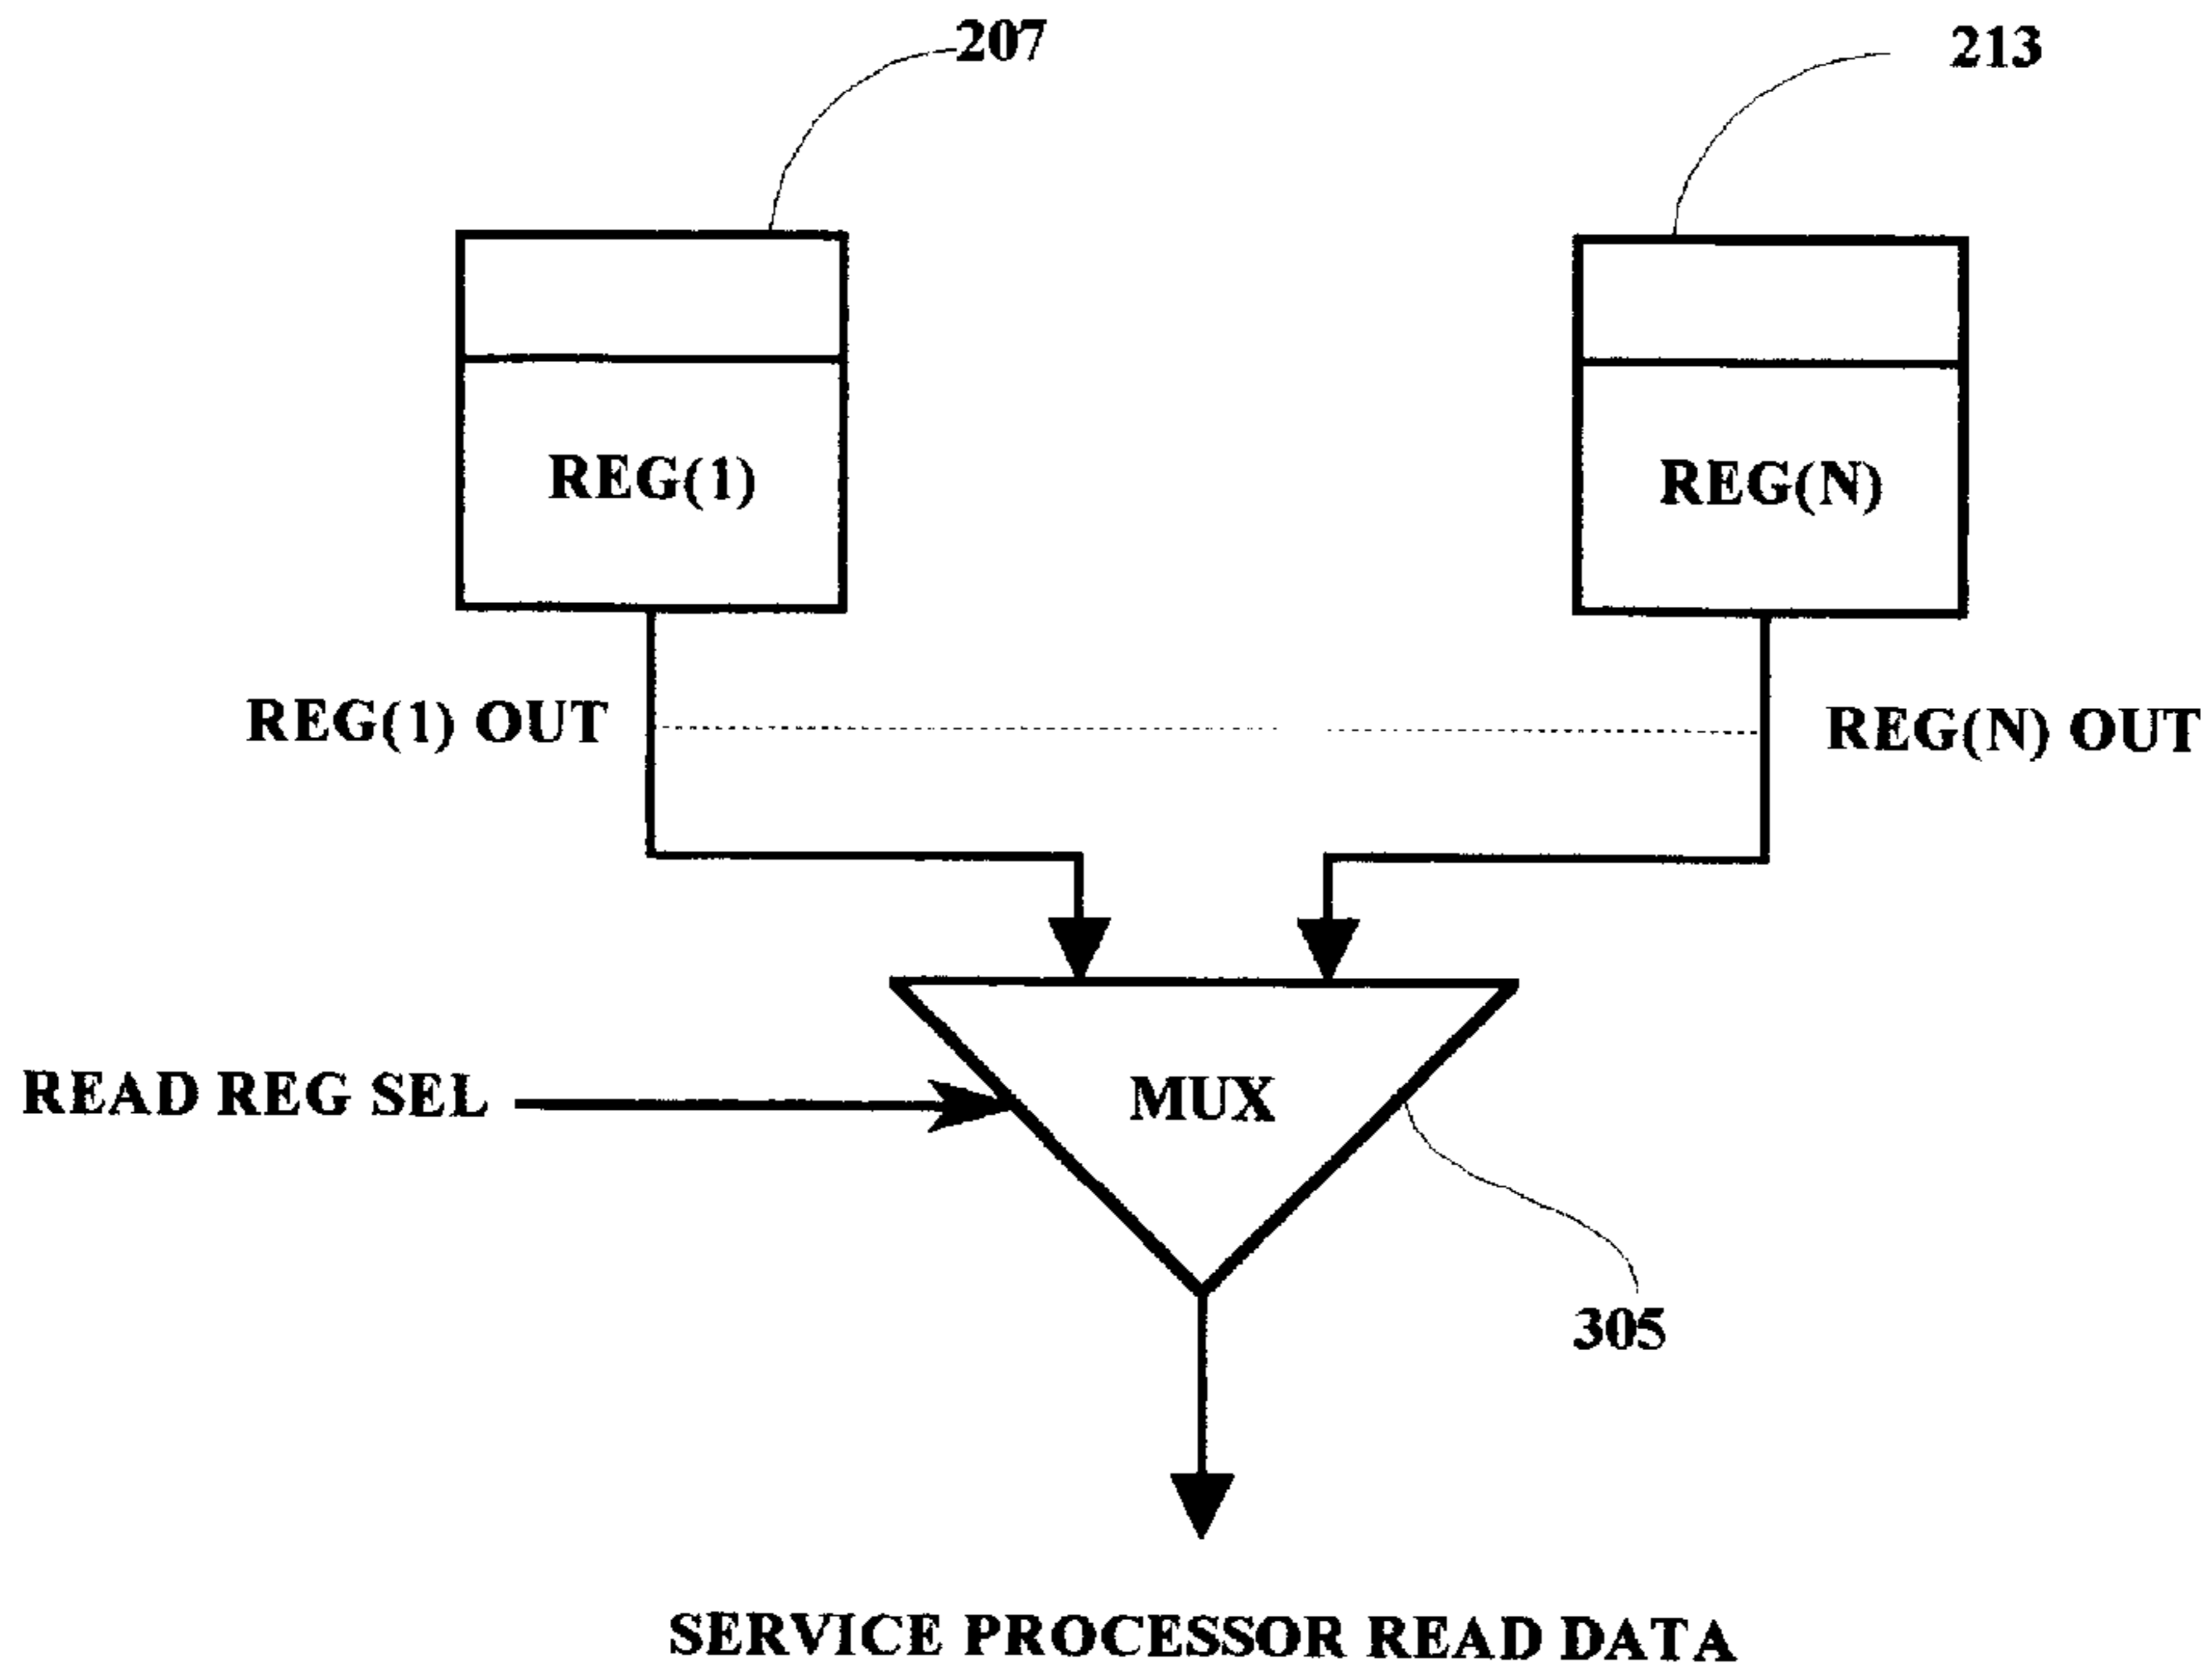 207
213
REG(1)
REG(N)
REG(1) OUT
REG(N) OUT
READ REG SEL
MUX
305
SERVICE PROCESSOR READ DATA